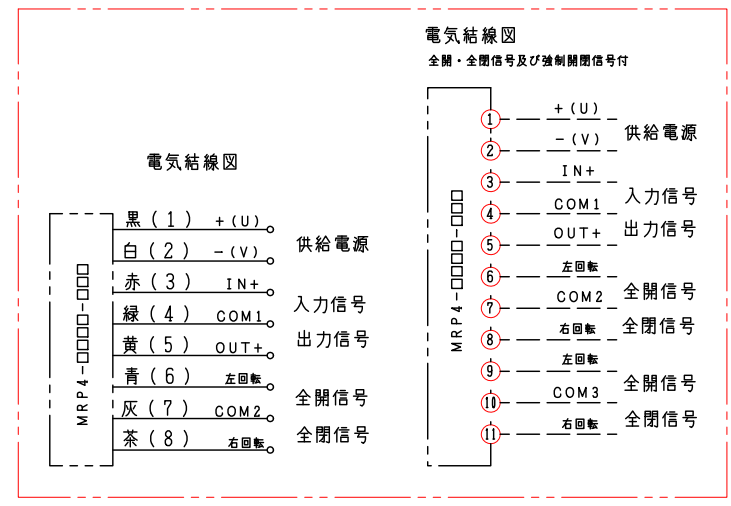 電気結線図
黒(1) +(U)
白(2) -(V)
供給電源
赤(3) IN+
緑(4) COM1
入力信号
黄(5) OUT+
出力信号
青(6) 左回転
灰(7) COM2
全開信号
茶(8) 右回転
全閉信号
MRP4-□□□□-□□□
電気結線図
全開・全閉信号及び強制開閉信号付
① +(U)
② -(V)
供給電源
③ IN+
④ COM1
入力信号
⑤ OUT+
出力信号
⑥ 左回転
⑦ COM2
全開信号
⑧ 右回転
全閉信号
⑨ 左回転
⑩ COM3
全開信号
⑪ 右回転
全閉信号
MRP4-□□□□-□□□